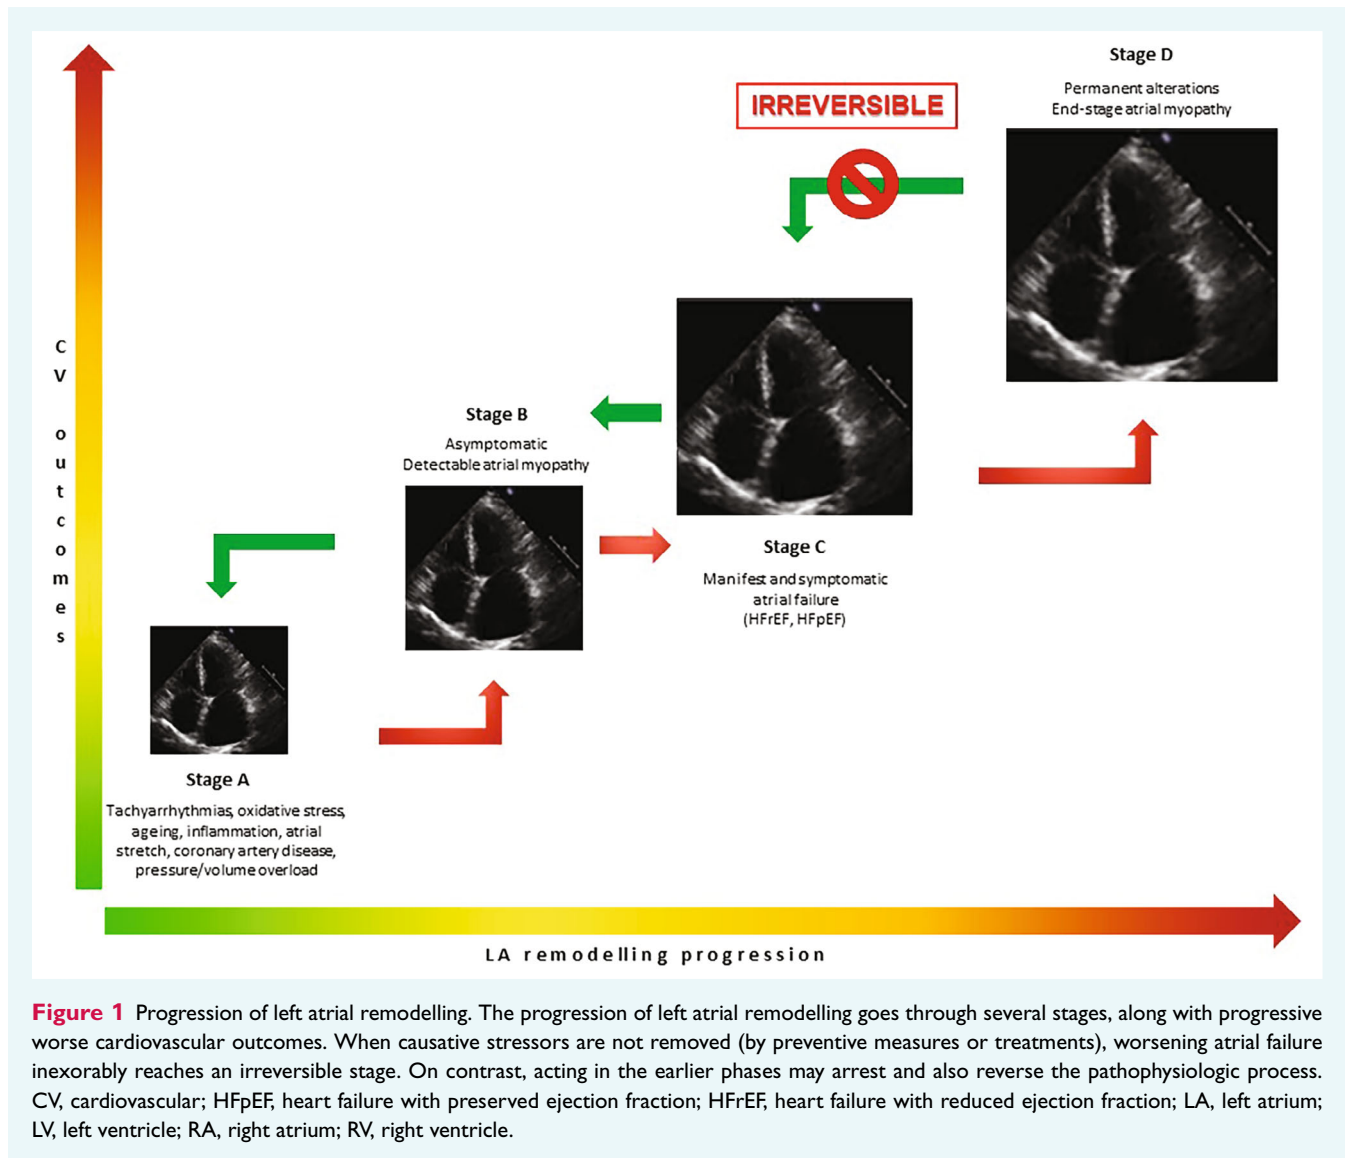 Stage D
Permanent alterations
End-stage atrial myopathy
IRREVERSIBLE
CV outcomes
Stage B
Asymptomatic
Detectable atrial myopathy
Stage C
Manifest and symptomatic
atrial failure
(HFrEF, HFpEF)
Stage A
Tachyarrhythmias, oxidative stress,
ageing, inflammation, atrial
stretch, coronary artery disease,
pressure/volume overload
LA remodelling progression
Figure 1 Progression of left atrial remodelling. The progression of left atrial remodelling goes through several stages, along with progressive
worse cardiovascular outcomes. When causative stressors are not removed (by preventive measures or treatments), worsening atrial failure
inexorably reaches an irreversible stage. On contrast, acting in the earlier phases may arrest and also reverse the pathophysiologic process.
CV, cardiovascular; HFpEF, heart failure with preserved ejection fraction; HFrEF, heart failure with reduced ejection fraction; LA, left atrium;
LV, left ventricle; RA, right atrium; RV, right ventricle.